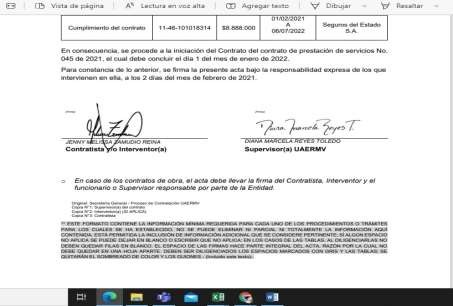 Vista de página
Lectura en voz alta
Agregar texto
Dibujar
Resaltar
Cumplimiento del contrato 11-46-101018314 $8.888.000 01/02/2021 A 06/07/2022 Seguros del Estado S.A.
En consecuencia, se procede a la iniciación del Contrato del contrato de prestación de servicios No.
045 de 2021, el cual debe concluir el día 1 del mes de enero de 2022.
Para constancia de lo anterior, se firma la presente acta bajo la responsabilidad expresa de los que
intervienen en ella, a los 2 días del mes de febrero de 2021.
JENNY MELISSA ZAMUDIO REINA
Contratista y/o Interventor(a)
DIANA MARCELA REYES TOLEDO
Supervisor(a) UAERMV
o En caso de los contratos de obra, el acta debe llevar la firma del Contratista, Interventor y el
funcionario o Supervisor responsable por parte de la Entidad.
Original: Secretaría General - Proceso de Contratación UAERMV
Copia N°1: Supervisor(a) del contrato
Copia N°2: Interventor(a) (SI APLICA)
Copia N°3: Contratista
* ESTE FORMATO CONTIENE LA INFORMACIÓN MÍNIMA REQUERIDA PARA CADA UNO DE LOS PROCEDIMIENTOS O TRÁMITES
PARA LOS CUALES SE HA ESTABLECIDO, NO SE PUEDE ELIMINAR NI PARCIAL NI TOTALMENTE LA INFORMACIÓN AQUÍ
CONTENIDA. ESTÁ PERMITIDA LA INCLUSIÓN DE INFORMACIÓN ADICIONAL QUE SE CONSIDERE PERTINENTE. SI ALGÚN ESPACIO
NO APLICA SE PUEDE DEJAR EN BLANCO O ESCRIBIR QUE NO APLICA; EN LOS CASOS DE LAS TABLAS, AL DILIGENCIARLAS NO
DEBEN QUEDAR FILAS EN BLANCO. EL ESPACIO DE LAS FIRMAS HACE PARTE INTEGRAL DEL ACTA, RAZÓN POR LA CUAL NO
DEBE QUEDAR EN UNA HOJA APARTE. DEBEN SER DILIGENCIADOS LOS ESPACIOS MARCADOS CON GRIS Y LAS TABLAS, SE
QUITARÁN EL SOMBREADO DE COLOR Y LOS GUIONES.- (incluido este texto).